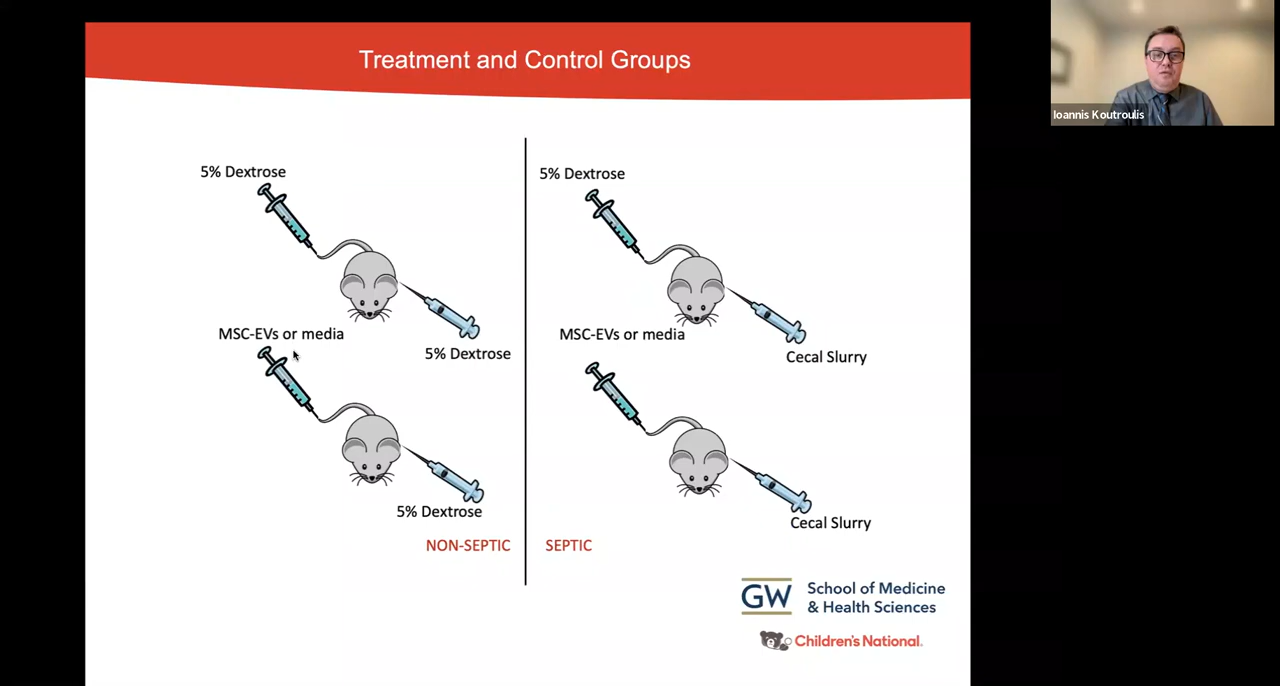 Treatment and Control Groups
Ioannis Koutroulis
5% Dextrose
5% Dextrose
MSC-EVs or media
5% Dextrose
5% Dextrose
Cecal Slurry
MSC-EVs or media
Cecal Slurry
NON-SEPTIC
SEPTIC
GW
School of Medicine
& Health Sciences
Children's National.